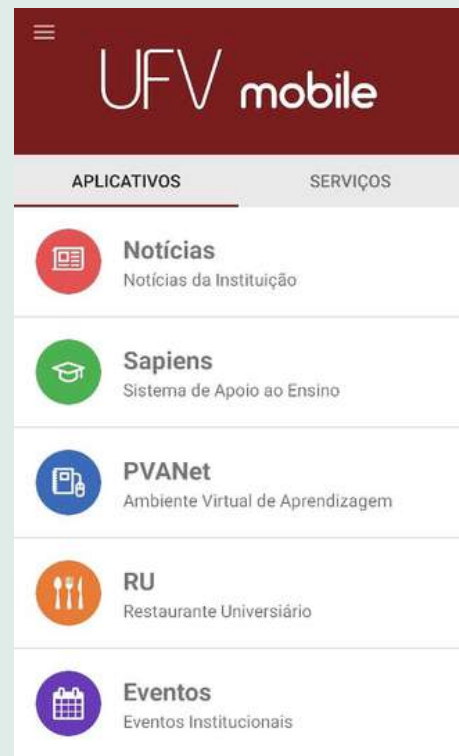 UFV mobile
APLICATIVOS
SERVIÇOS
Notícias
Notícias da Instituição
Sapiens
Sistema de Apoio ao Ensino
PVANet
Ambiente Virtual de Aprendizagem
RU
Restaurante Universiário
Eventos
Eventos Institucionais